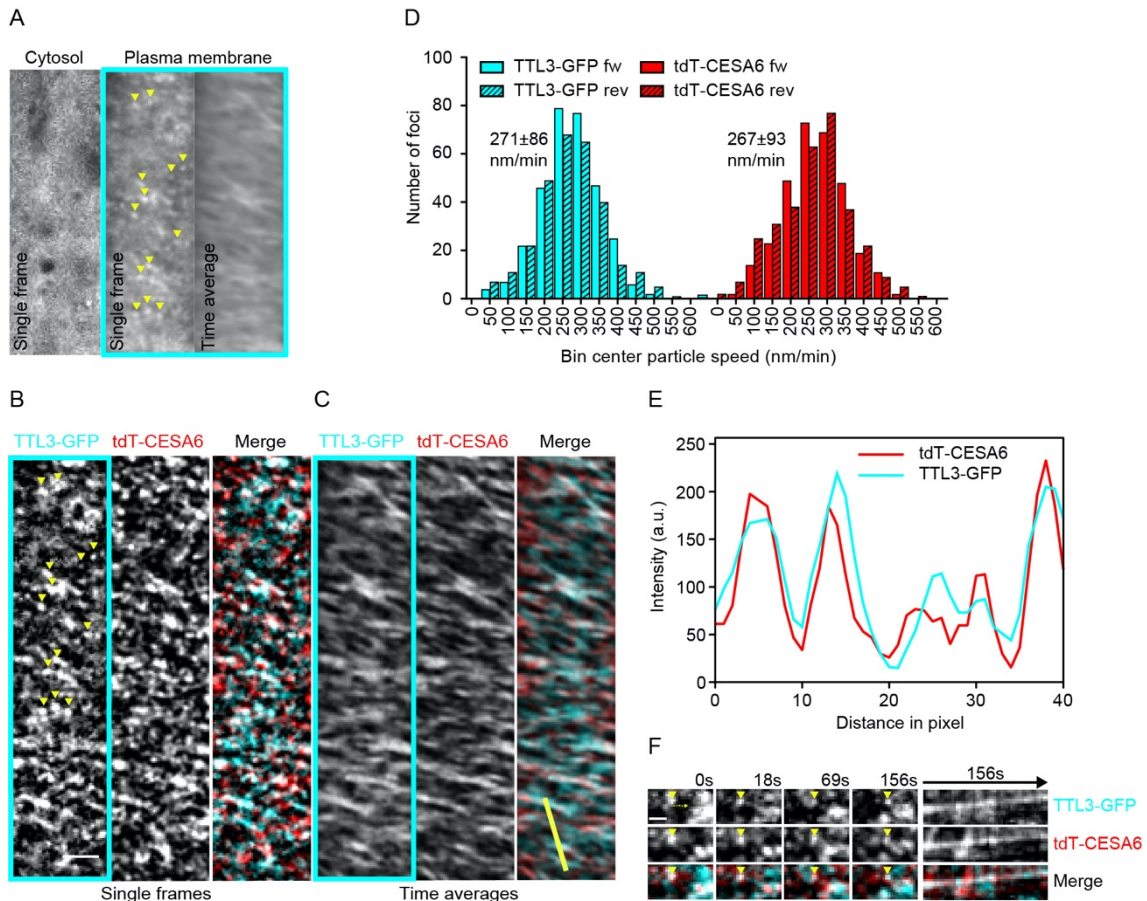 A
Cytosol
Plasma membrane
Single frame
Single frame
Time average
D
TTL3-GFP fw
tdT-CESA6 fw
TTL3-GFP rev
tdT-CESA6 rev
271±86
nm/min
267±93
nm/min
Number of foci
100
80
60
40
20
0
0 50 100 150 200 250 300 350 400 450 500 550 600 0 50 100 150 200 250 300 350 400 450 500 550 600
Bin center particle speed (nm/min)
B
TTL3-GFP tdT-CESA6 Merge
Single frames
C
TTL3-GFP tdT-CESA6 Merge
Time averages
E
tdT-CESA6
TTL3-GFP
Intensity (a.u.)
250
200
150
100
50
0
0 10 20 30 40
Distance in pixel
F
0s 18s 69s 156s 156s
TTL3-GFP
tdT-CESA6
Merge